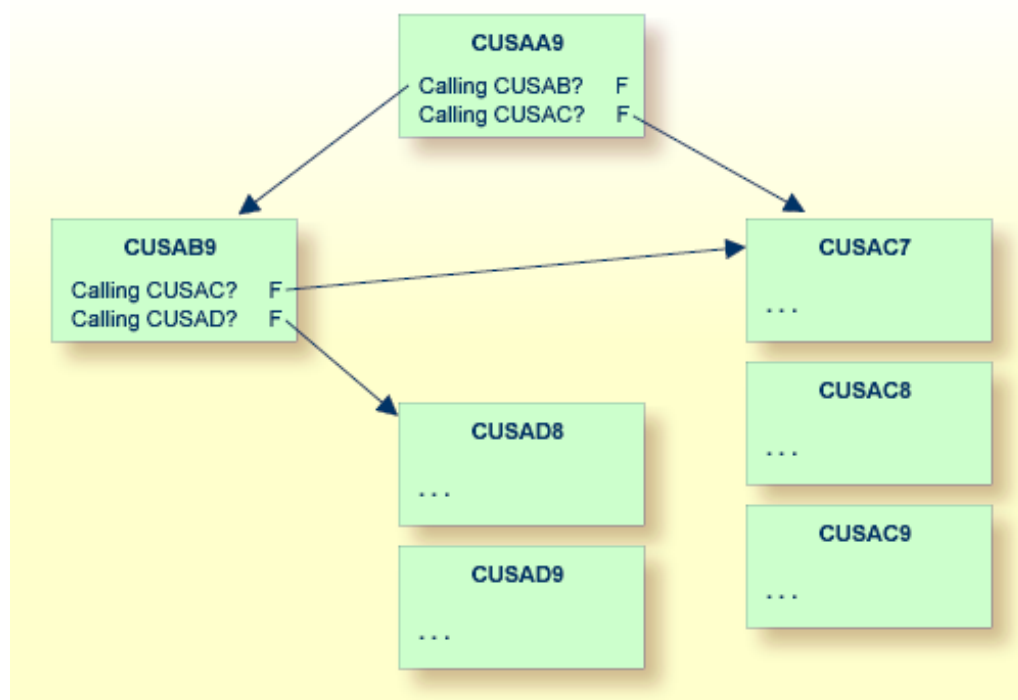 CUSAA9
Calling CUSAB? F
Calling CUSAC? F
CUSAB9
Calling CUSAC? F
Calling CUSAD? F
CUSAC7
. . .
CUSAC8
. . .
CUSAC9
. . .
CUSAD8
. . .
CUSAD9
. . .